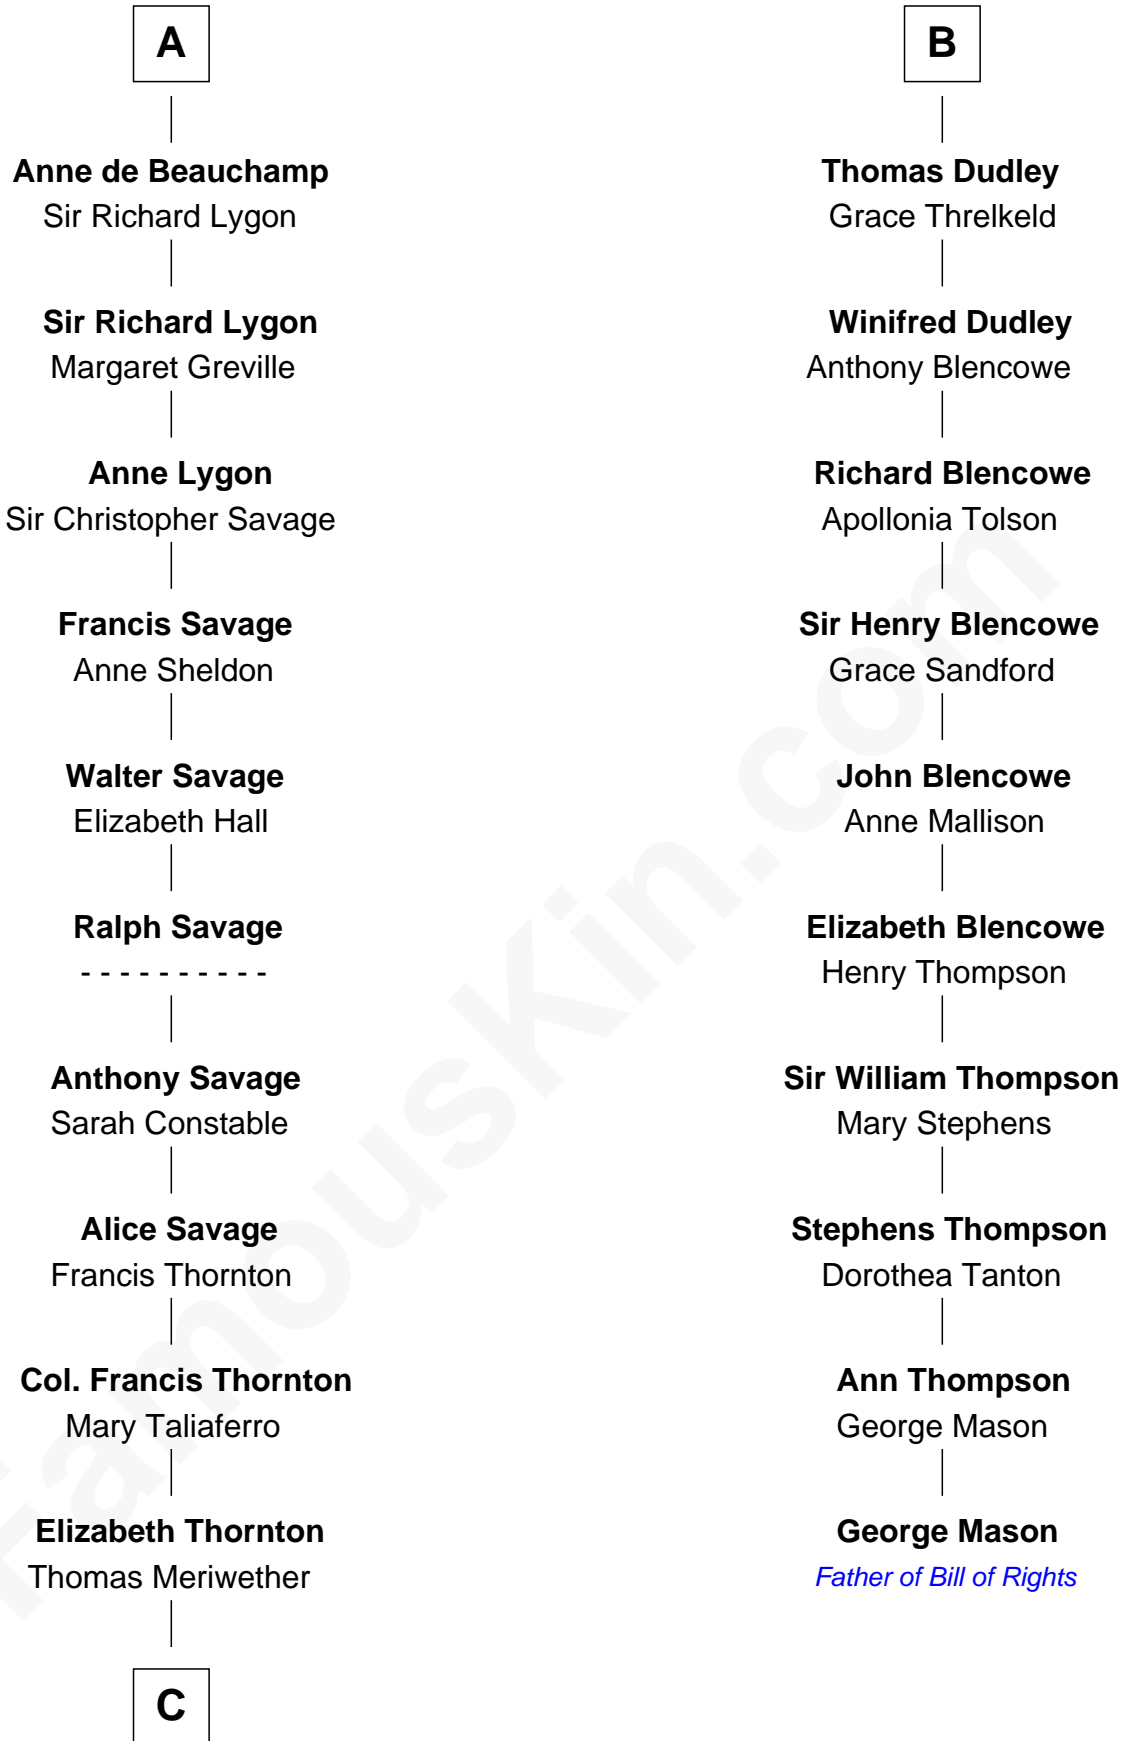 A
Anne de Beauchamp
Sir Richard Lygon
Sir Richard Lygon
Margaret Greville
Anne Lygon
Sir Christopher Savage
Francis Savage
Anne Sheldon
Walter Savage
Elizabeth Hall
Ralph Savage
- - - - - - - - - -
Anthony Savage
Sarah Constable
Alice Savage
Francis Thornton
Col. Francis Thornton
Mary Taliaferro
Elizabeth Thornton
Thomas Meriwether
C
B
Thomas Dudley
Grace Threlkeld
Winifred Dudley
Anthony Blencowe
Richard Blencowe
Apollonia Tolson
Sir Henry Blencowe
Grace Sandford
John Blencowe
Anne Mallison
Elizabeth Blencowe
Henry Thompson
Sir William Thompson
Mary Stephens
Stephens Thompson
Dorothea Tanton
Ann Thompson
George Mason
George Mason
Father of Bill of Rights
FamousKin.com